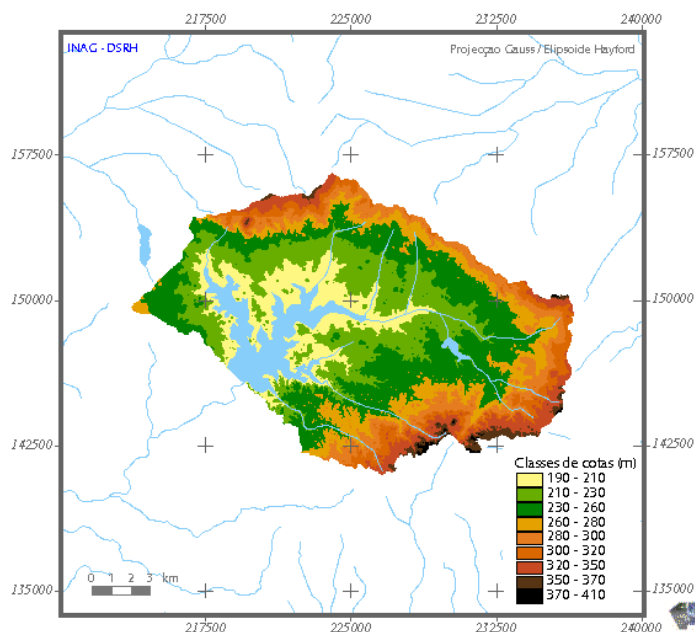 217500 225000 232500 240000
INAG - DSRH
Projecçao Gauss / Elipsoide Hayford
157500 157500
150000 150000
142500 142500
Classes de cotas (m)
190 - 210
210 - 230
230 - 260
260 - 280
280 - 300
300 - 320
320 - 350
350 - 370
370 - 410
0 1 2 3 km
135000 135000
217500 225000 232500 240000